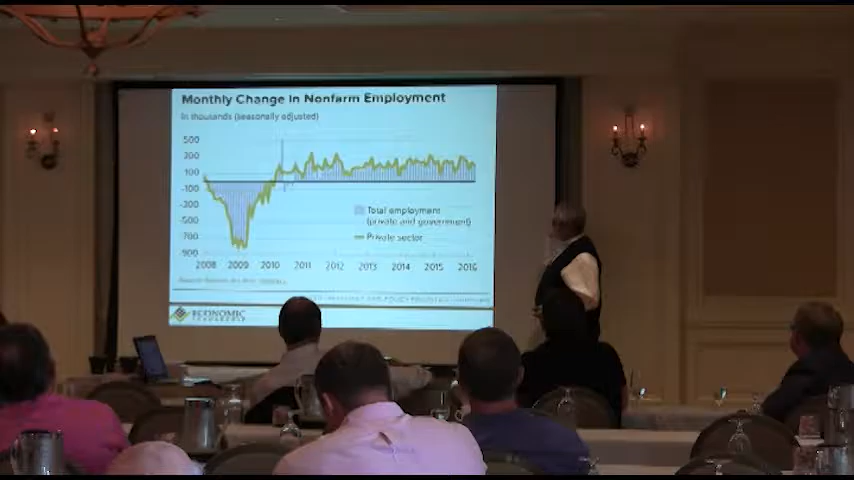 Monthly Change in Nonfarm Employment
In thousands (seasonally adjusted)
500
300
100
-100
-300
-500
-700
-900
Total employment
(private and government)
Private sector
2008 2009 2010 2011 2012 2013 2014 2015 2016
ECONOMIC